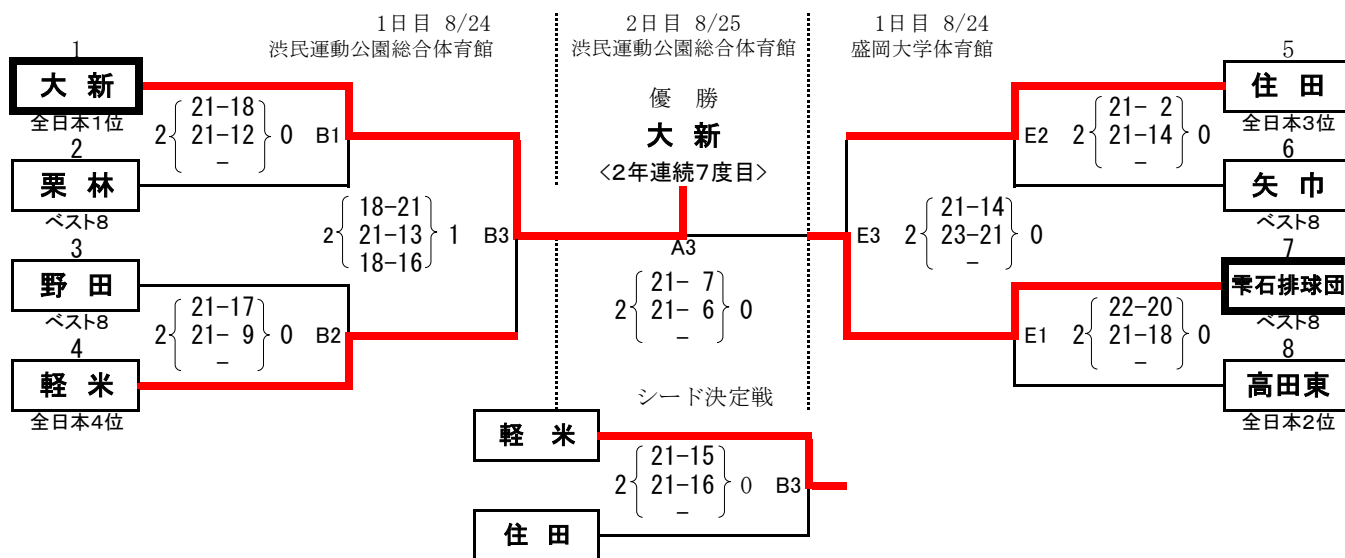 1日目 8/24
渋民運動公園総合体育館
2日目 8/25
渋民運動公園総合体育館
1日目 8/24
盛岡大学体育館
1
大新
全日本1位
2
栗林
ベスト8
3
野田
ベスト8
4
軽米
全日本4位
2 21-18 0
21-12
-
B1
2 21-17 0
21- 9
-
B2
2 18-21 1
21-13
18-16
B3
優勝
大新
<2年連続7度目>
A3
2 21- 7 0
21- 6
-
5
住田
全日本3位
6
矢巾
ベスト8
7
雫石排球団
ベスト8
8
高田東
全日本2位
E2
2 21- 2 0
21-14
-
E3
2 21-14 0
23-21
-
E1
2 22-20 0
21-18
-
シード決定戦
軽米
2 21-15 0
21-16
-
B3
住田